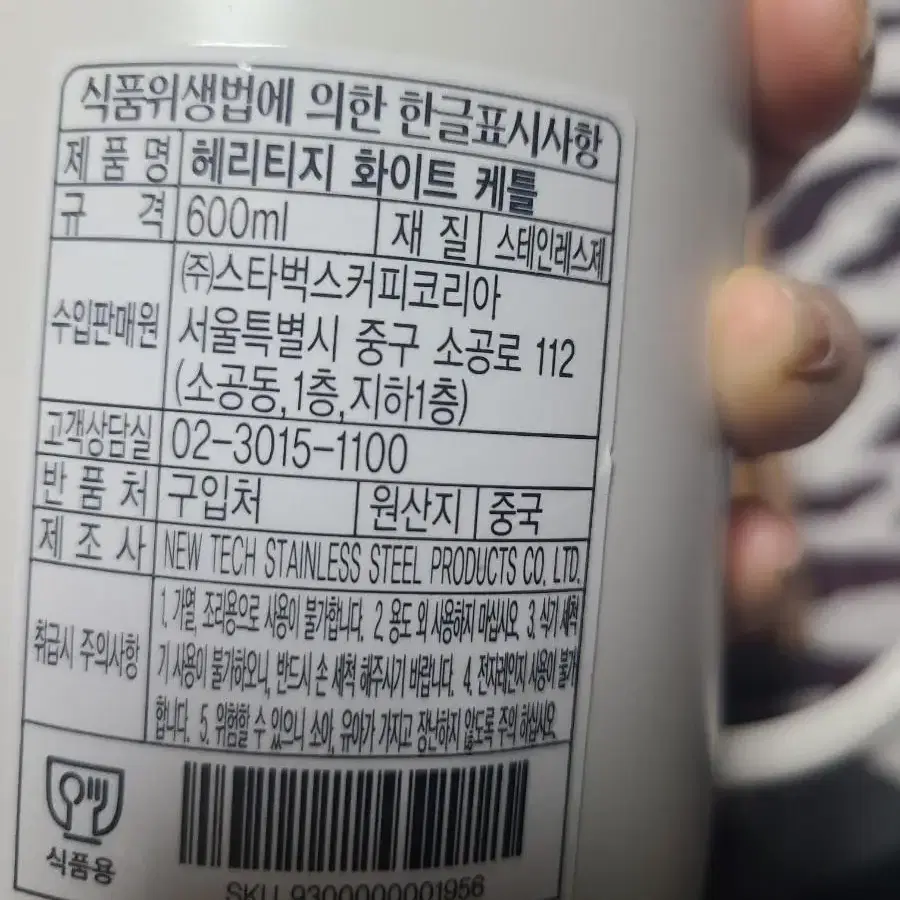 식품위생법에 의한 한글표시사항
제 품 명 헤리티지 화이트 케틀
규 격 600ml 재 질 스테인레스제
수입판매원 (주)스타벅스커피코리아
서울특별시 중구 소공로 112
(소공동,1층,지하1층)
고객상담실 02-3015-1100
반 품 처 구입처 원산지 중국
제 조 사 NEW TECH STAINLESS STEEL PRODUCTS CO. LTD.
취급시 주의사항 1. 가열, 조리용으로 사용이 불가합니다. 2. 용도 외 사용하지 마십시오. 3. 식기 세척
기 사용이 불가하오니, 반드시 손 세척 해주시기 바랍니다. 4. 전자레인지 사용이 불가
합니다. 5. 위험할 수 있으니 소아, 유아가 가지고 장난하지 않도록 주의 하십시오.
식품용
SKU 9300000001956